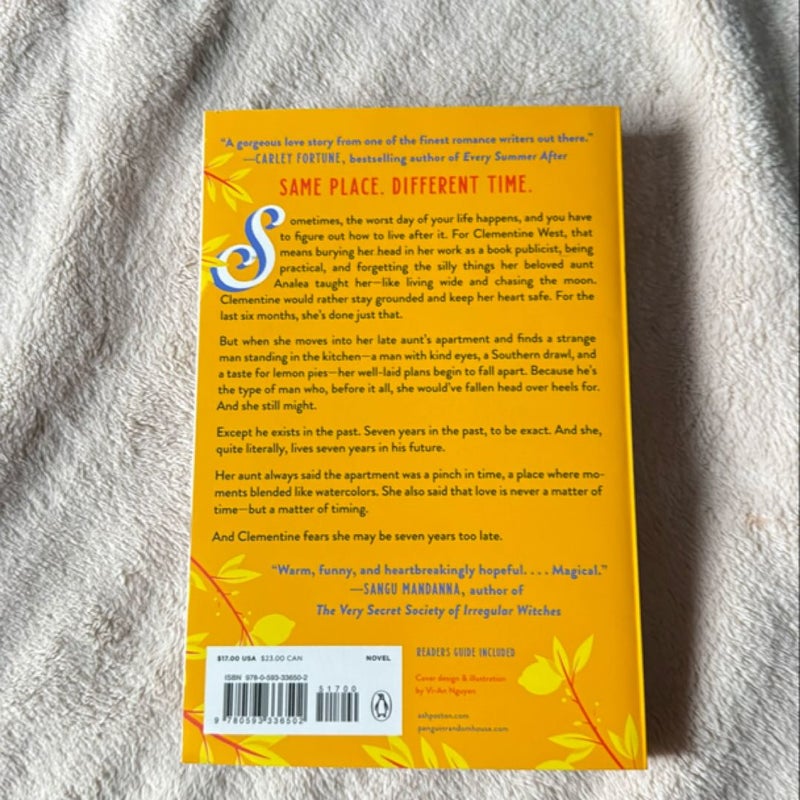 "A gorgeous love story from one of the finest romance writers out there."
—CARLEY FORTUNE, bestselling author of Every Summer After
SAME PLACE. DIFFERENT TIME.
Sometimes, the worst day of your life happens, and you have
to figure out how to live after it. For Clementine West, that
means burying her head in her work as a book publicist, being
practical, and forgetting the silly things her beloved aunt
Analea taught her—like living wide and chasing the moon.
Clementine would rather stay grounded and keep her heart safe. For the
last six months, she's done just that.
But when she moves into her late aunt's apartment and finds a strange
man standing in the kitchen—a man with kind eyes, a Southern drawl, and
a taste for lemon pies—her well-laid plans begin to fall apart. Because he's
the type of man who, before it all, she would've fallen head over heels for.
And she still might.
Except he exists in the past. Seven years in the past, to be exact. And she,
quite literally, lives seven years in his future.
Her aunt always said the apartment was a pinch in time, a place where mo-
ments blended like watercolors. She also said that love is never a matter of
time—but a matter of timing.
And Clementine fears she may be seven years too late.
"Warm, funny, and heartbreakingly hopeful. . . . Magical."
—SANGU MANDANNA, author of
The Very Secret Society of Irregular Witches
$17.00 USA $23.00 CAN NOVEL
ISBN 978-0-593-33650-2
51700
9 780593 336502
READERS GUIDE INCLUDED
Cover design & illustration
by Vi-An Nguyen
ashposton.com
penguinrandomhouse.com